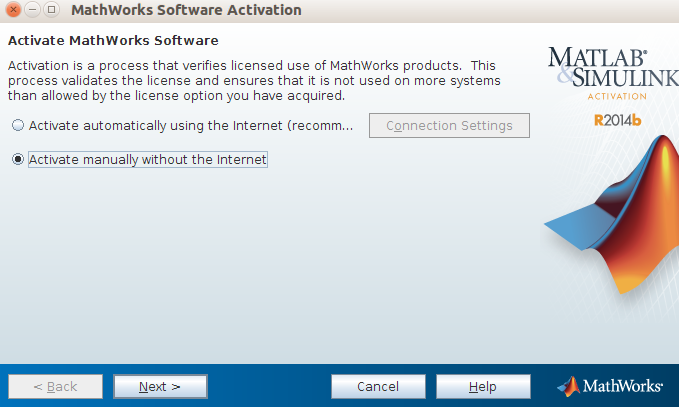 MathWorks Software Activation
Activate MathWorks Software
Activation is a process that verifies licensed use of MathWorks products.  This
process validates the license and ensures that it is not used on more systems
than allowed by the license option you have acquired.
Activate automatically using the Internet (recomm...
Connection Settings
Activate manually without the Internet
MATLAB®
&SIMULINK
ACTIVATION
R2014b
< Back
Next >
Cancel
Help
MathWorks®